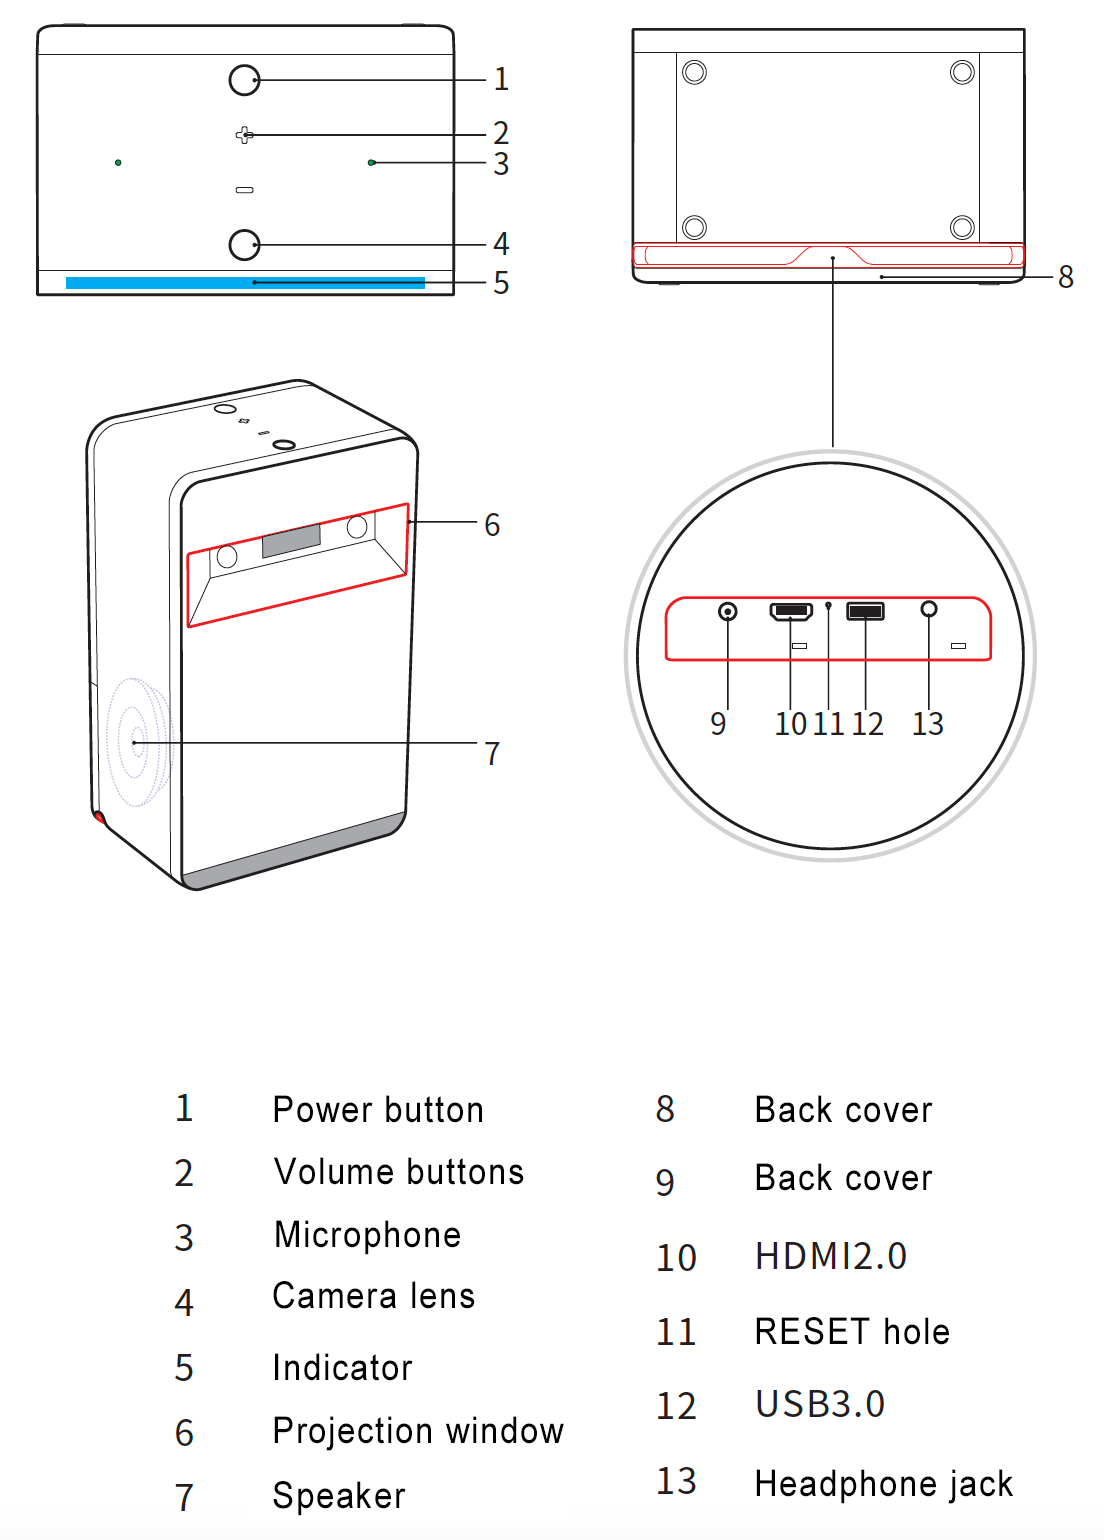 1
2
3
4
5
8
6
7
9 10 11 12 13
1 Power button
2 Volume buttons
3 Microphone
4 Camera lens
5 Indicator
6 Projection window
7 Speaker
8 Back cover
9 Back cover
10 HDMI2.0
11 RESET hole
12 USB3.0
13 Headphone jack